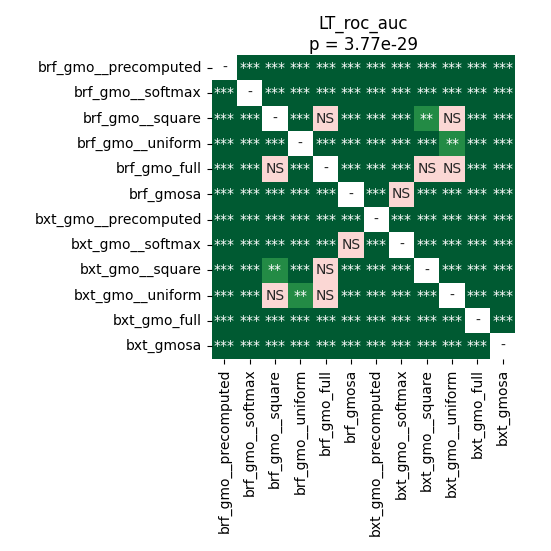 LT_roc_auc
p = 3.77e-29
brf_gmo__precomputed - *** *** *** *** *** *** *** *** *** *** ***
brf_gmo__softmax *** - *** *** *** *** *** *** *** *** *** ***
brf_gmo__square *** *** - *** NS *** *** *** ** NS *** ***
brf_gmo__uniform *** *** *** - *** *** *** *** *** ** *** ***
brf_gmo_full *** *** NS *** - *** *** *** NS NS *** ***
brf_gmosa *** *** *** *** *** - *** NS *** *** *** ***
bxt_gmo__precomputed *** *** *** *** *** *** - *** *** *** *** ***
bxt_gmo__softmax *** *** *** *** *** NS *** - *** *** *** ***
bxt_gmo__square *** *** ** *** NS *** *** *** - *** *** ***
bxt_gmo__uniform *** *** NS ** NS *** *** *** *** - *** ***
bxt_gmo_full *** *** *** *** *** *** *** *** *** *** - ***
bxt_gmosa *** *** *** *** *** *** *** *** *** *** *** -
brf_gmo__precomputed
brf_gmo__softmax
brf_gmo__square
brf_gmo__uniform
brf_gmo_full
brf_gmosa
bxt_gmo__precomputed
bxt_gmo__softmax
bxt_gmo__square
bxt_gmo__uniform
bxt_gmo_full
bxt_gmosa